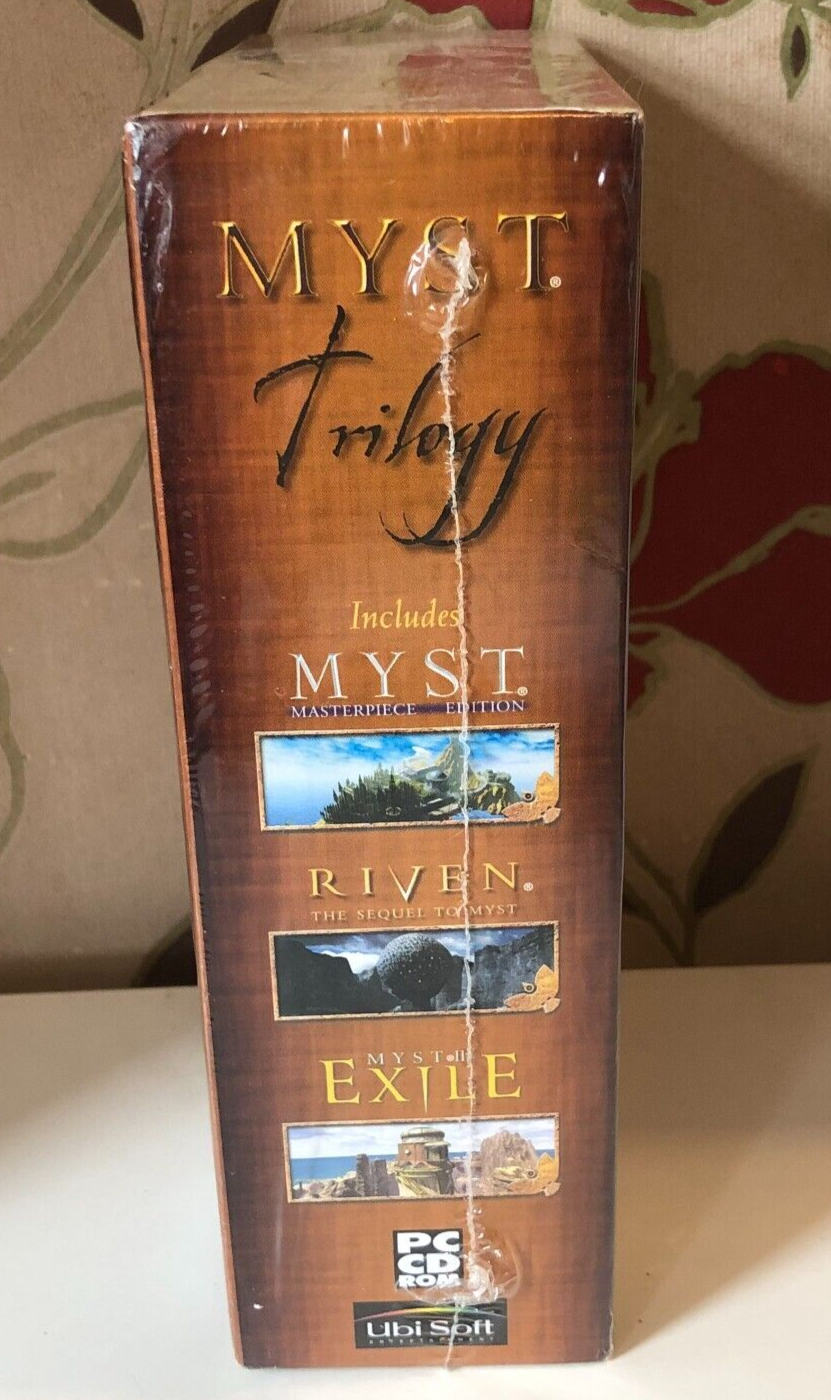 MYST®
Trilogy
Includes
MYST®
MASTERPIECE EDITION
RIVEN®
THE SEQUEL TO MYST
MYST®III
EXILE
PC
CD
ROM
Ubi Soft
ENTERTAINMENT